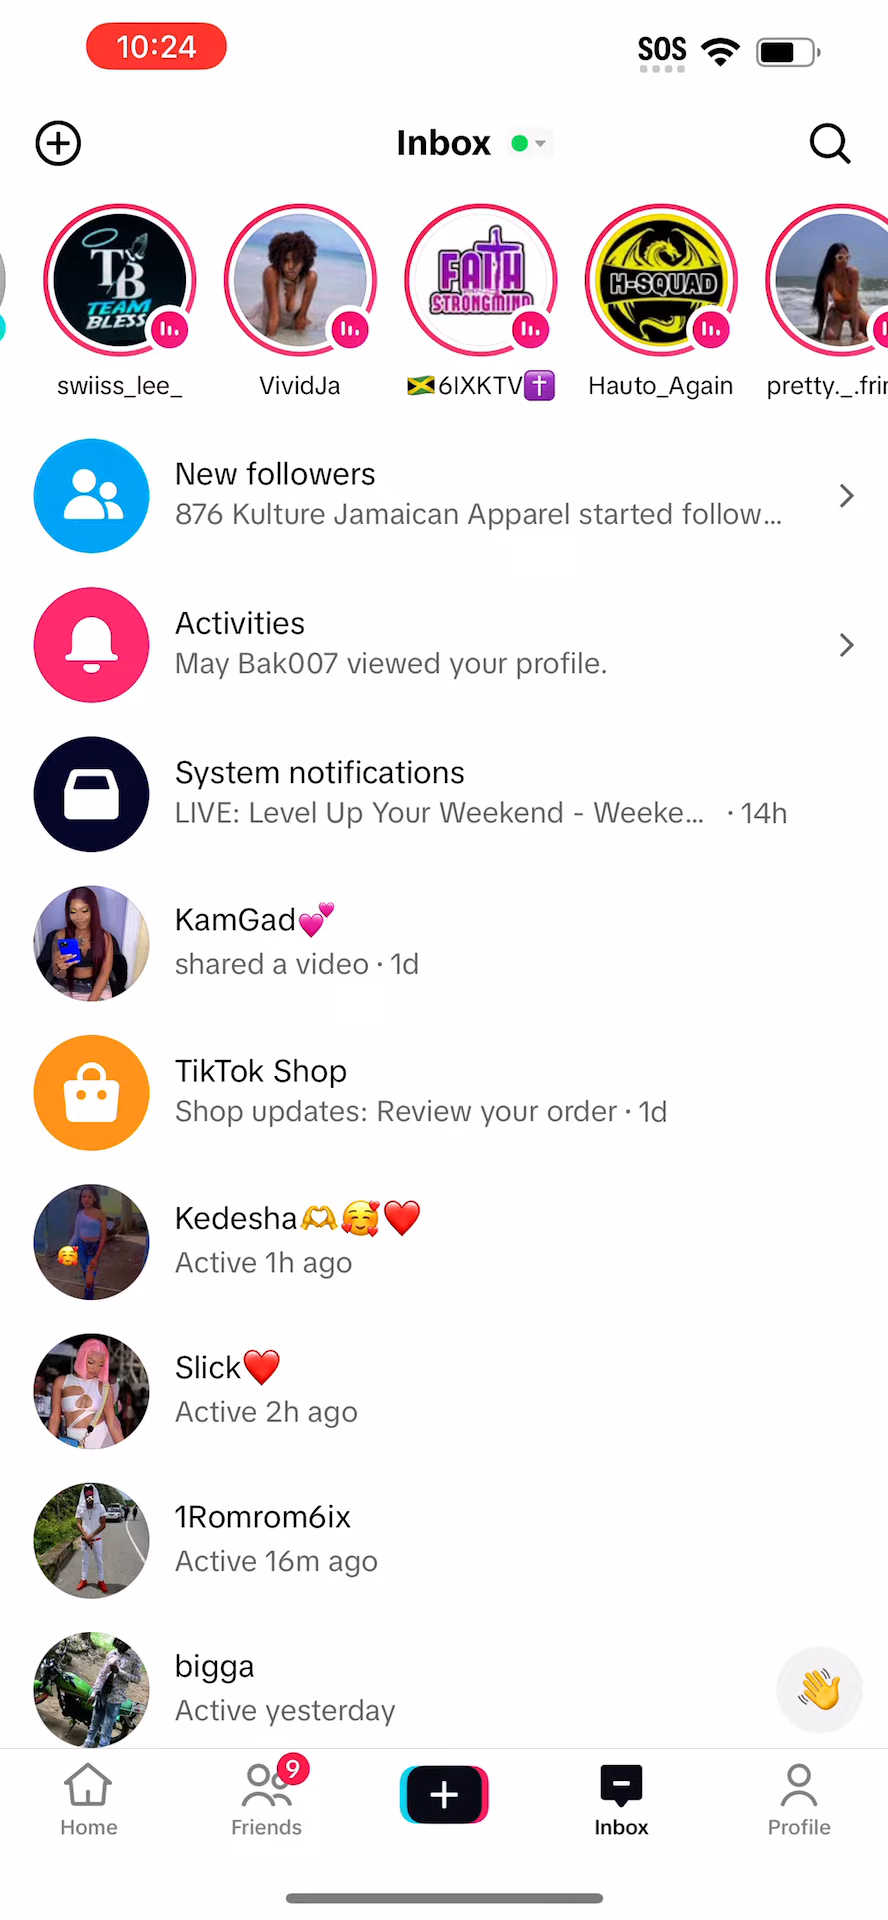 10:24
SOS
Inbox
TB
TEAM
BLESS
FAITH
STRONGMIND
H-SQUAD
swiiss_lee_
VividJa
🇯🇲6IXKTV✝️
Hauto_Again
pretty._.frin
New followers
876 Kulture Jamaican Apparel started follow...
Activities
May Bak007 viewed your profile.
System notifications
LIVE: Level Up Your Weekend - Weeke... · 14h
KamGad💕
shared a video · 1d
TikTok Shop
Shop updates: Review your order · 1d
Kedesha🫶🥰❤️
Active 1h ago
Slick❤️
Active 2h ago
1Romrom6ix
Active 16m ago
bigga
Active yesterday
9
Home
Friends
Inbox
Profile